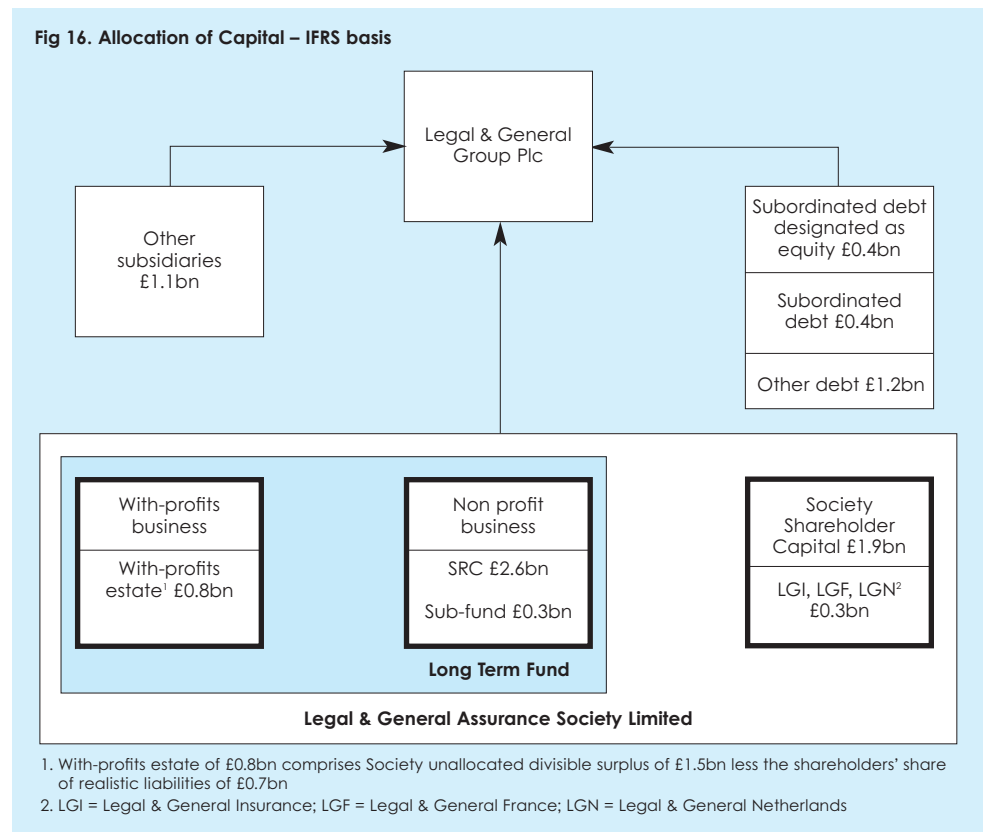 Fig 16. Allocation of Capital – IFRS basis
Legal & General
Group Plc
Other
subsidiaries
£1.1bn
Subordinated debt
designated as
equity £0.4bn
Subordinated
debt £0.4bn
Other debt £1.2bn
With-profits
business
With-profits
estate¹ £0.8bn
Non profit
business
SRC £2.6bn
Sub-fund £0.3bn
Society
Shareholder
Capital £1.9bn
LGI, LGF, LGN²
£0.3bn
Long Term Fund
Legal & General Assurance Society Limited
1. With-profits estate of £0.8bn comprises Society unallocated divisible surplus of £1.5bn less the shareholders’ share
of realistic liabilities of £0.7bn
2. LGI = Legal & General Insurance; LGF = Legal & General France; LGN = Legal & General Netherlands